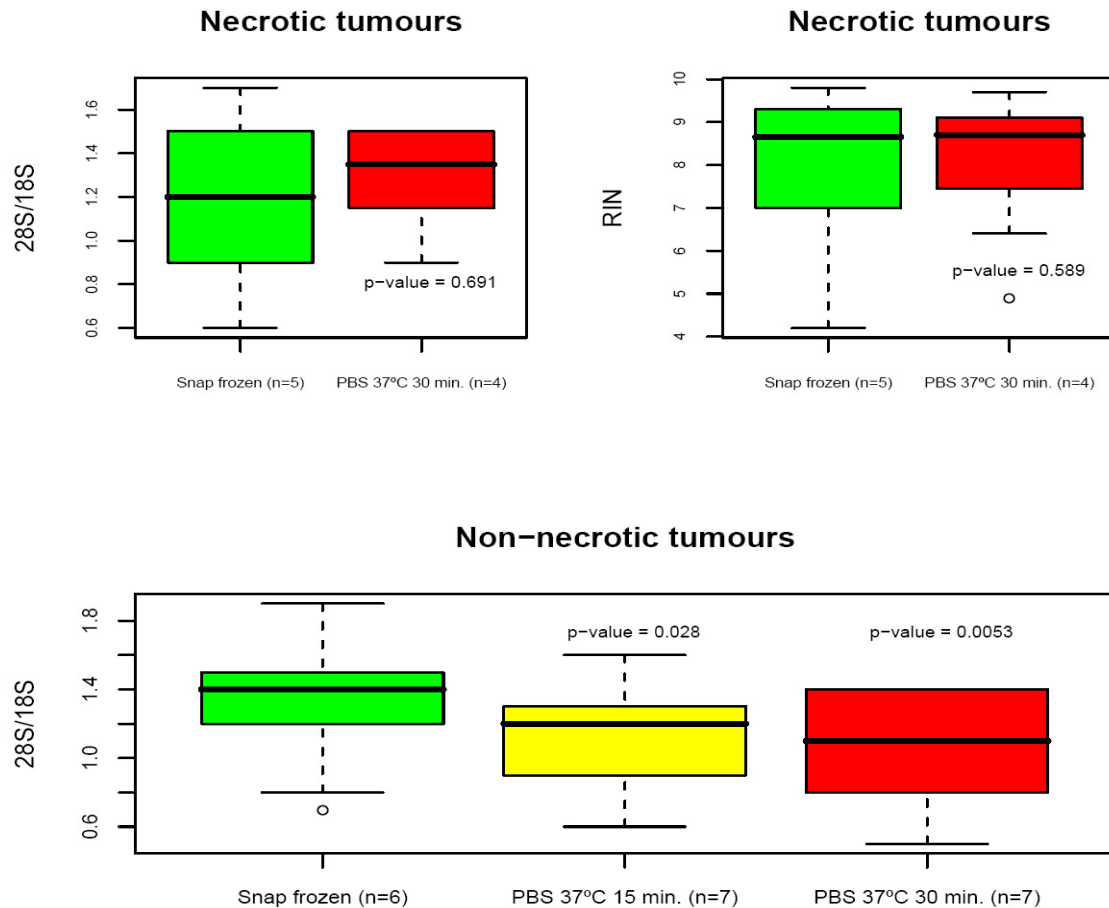 Necrotic tumours
28S/18S
1.6
1.4
1.2
1.0
0.8
0.6
p−value = 0.691
Snap frozen (n=5) PBS 37ºC 30 min. (n=4)
Necrotic tumours
RIN
10
9
8
7
6
5
4
p−value = 0.589
Snap frozen (n=5) PBS 37ºC 30 min. (n=4)
Non−necrotic tumours
28S/18S
1.8
1.4
1.0
0.6
p−value = 0.028 p−value = 0.0053
Snap frozen (n=6) PBS 37ºC 15 min. (n=7) PBS 37ºC 30 min. (n=7)